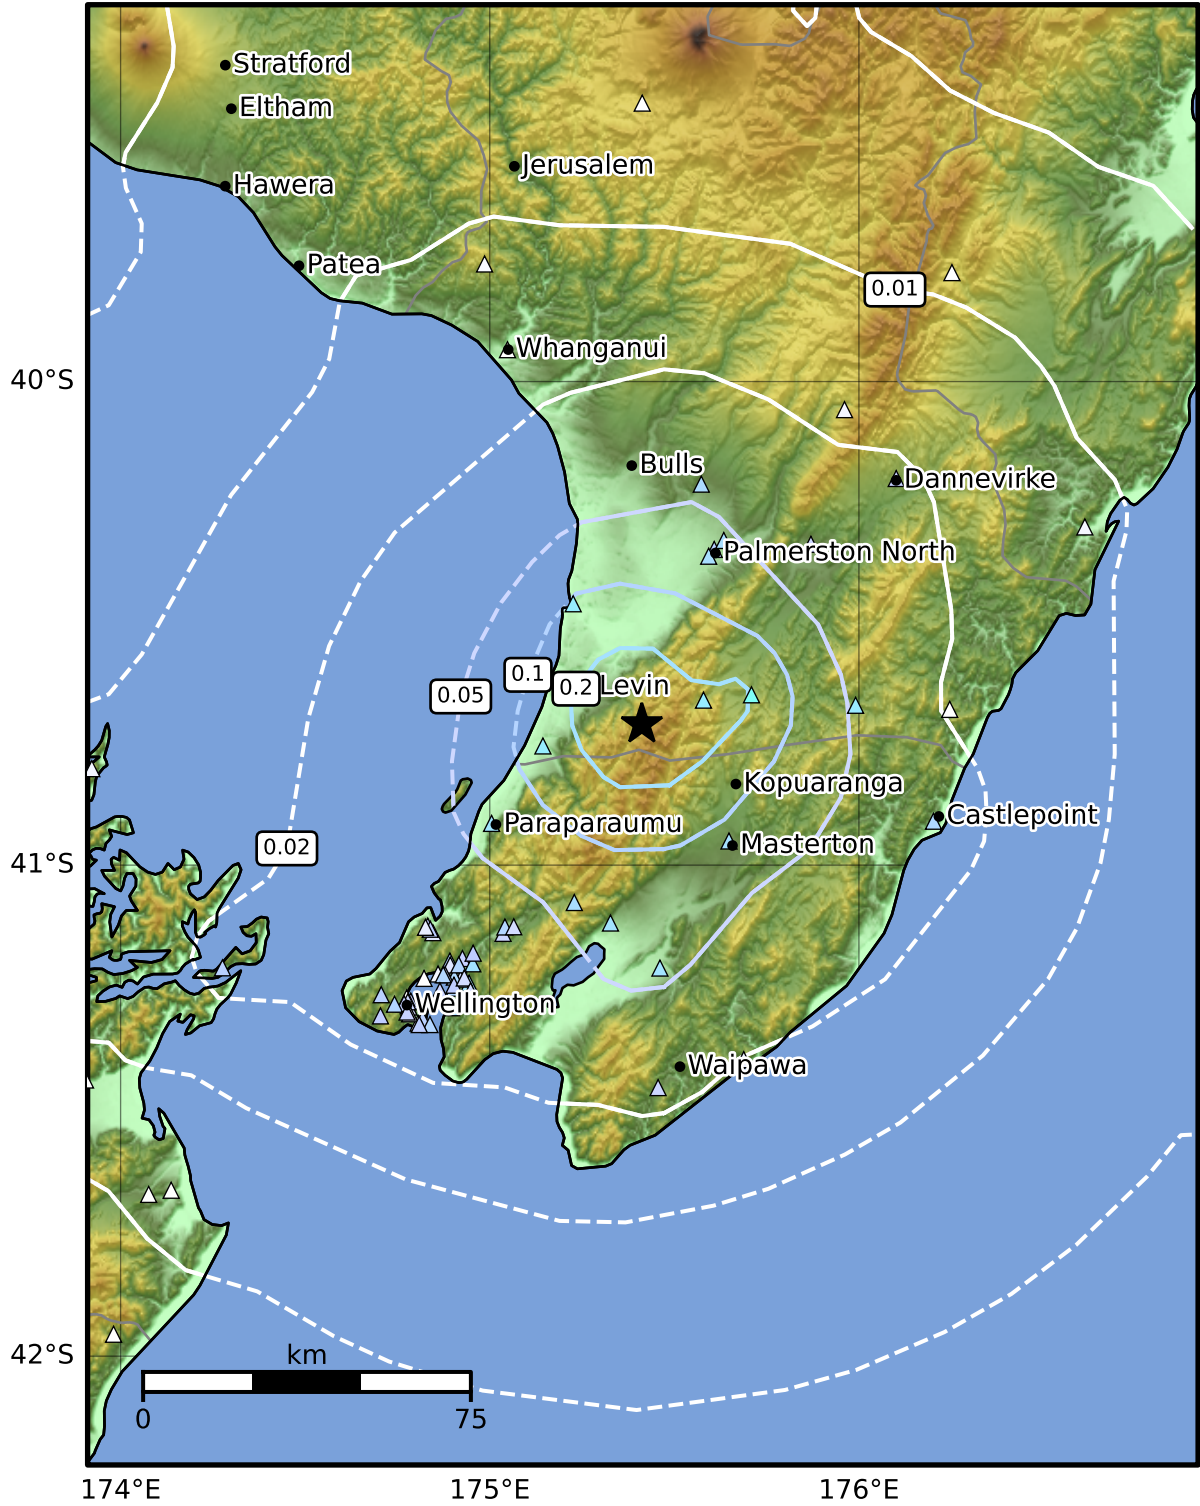 Stratford
Eltham
Jerusalem
Hawera
Patea
0.01
Whanganui
40°S
Bulls
Dannevirke
Palmerston North
0.1
0.2
Levin
0.05
Kopuaranga
Castlepoint
Paraparaumu
Masterton
0.02
41°S
Wellington
Waipawa
42°S
km
0
75
174°E
175°E
176°E